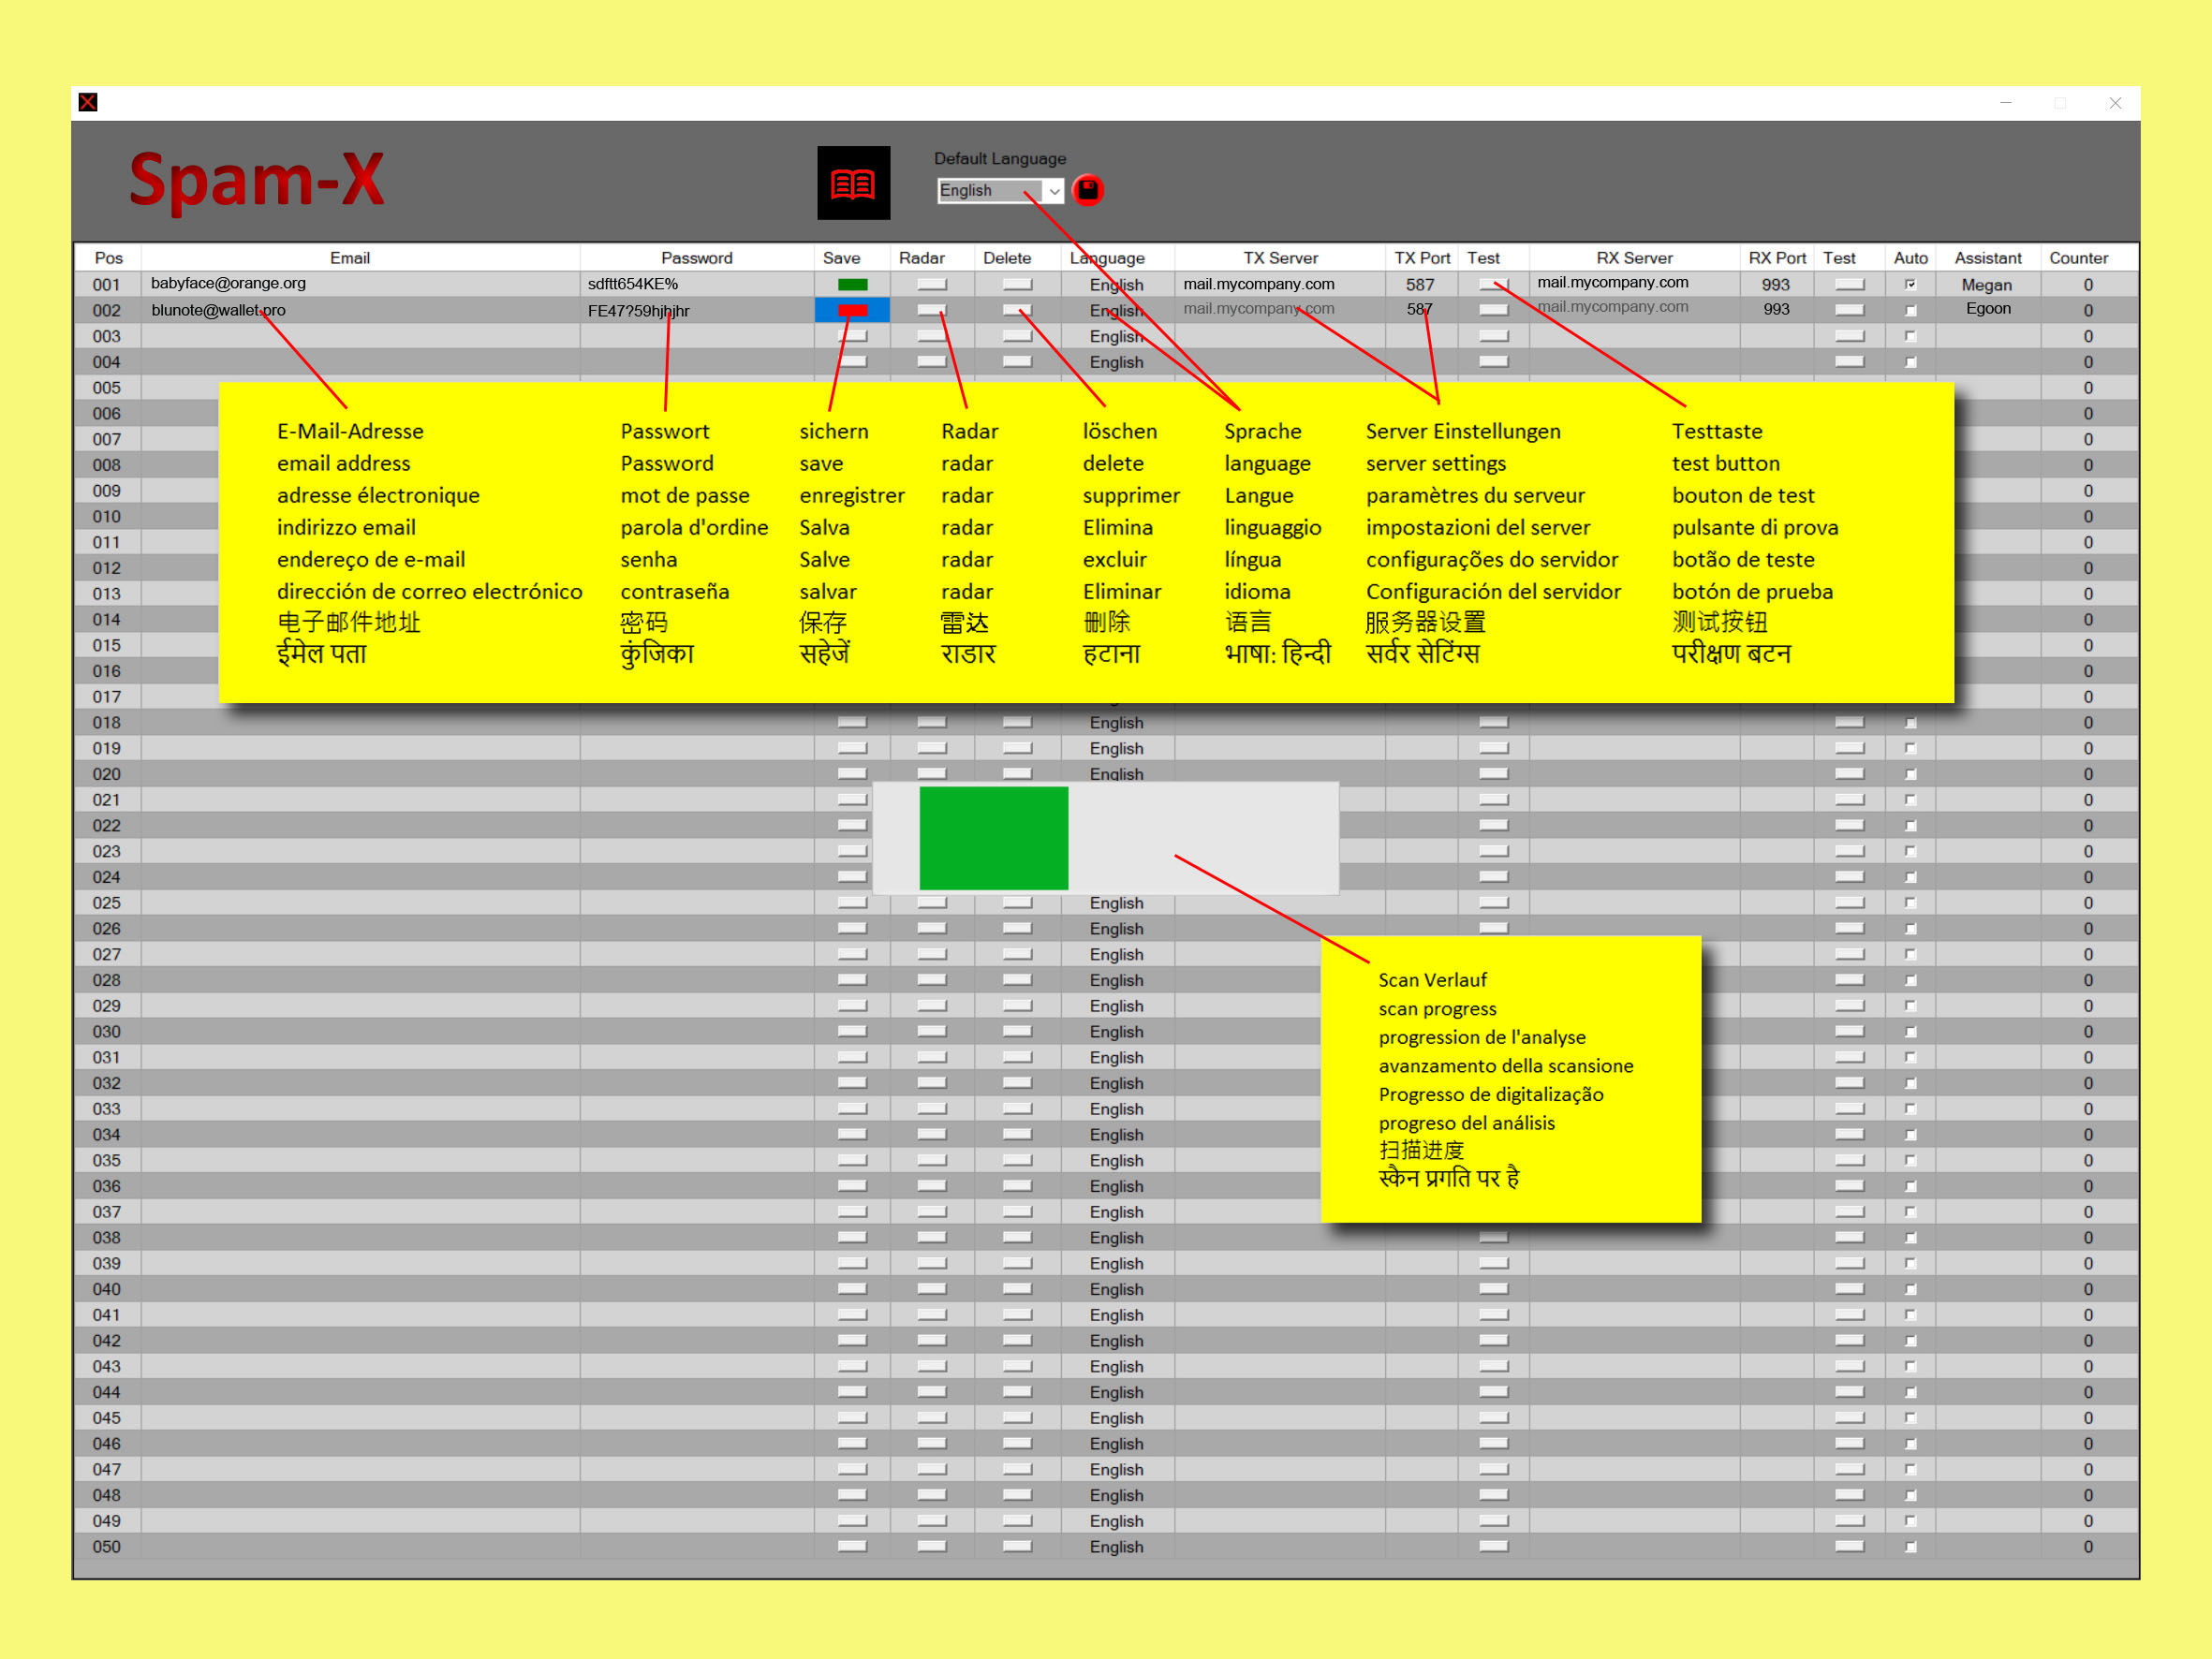 Spam-X
Default Language
English
Pos Email Password Save Radar Delete Language TX Server TX Port Test RX Server RX Port Test Auto Assistant Counter
001 babyface@orange.org sdftt654KE% English mail.mycompany.com 587 mail.mycompany.com 993 Megan 0
002 blunote@wallet.pro FE47?59hjhjhr English mail.mycompany.com 587 mail.mycompany.com 993 Egoon 0
003 English 0
004 English 0
005 0
006 0
007 0
008 0
009 0
010 0
011 0
012 0
013 0
014 0
015 0
016 0
017 0
E-Mail-Adresse Passwort sichern Radar löschen Sprache Server Einstellungen Testtaste
email address Password save radar delete language server settings test button
adresse électronique mot de passe enregistrer radar supprimer Langue paramètres du serveur bouton de test
indirizzo email parola d'ordine Salva radar Elimina linguaggio impostazioni del server pulsante di prova
endereço de e-mail senha Salve radar excluir língua configurações do servidor botão de teste
dirección de correo electrónico contraseña salvar radar Eliminar idioma Configuración del servidor botón de prueba
电子邮件地址 密码 保存 雷达 删除 语言 服务器设置 测试按钮
ईमेल पता कुंजिका सहेजें राडार हटाना भाषा: हिन्दी सर्वर सेटिंग्स परीक्षण बटन
018 English 0
019 English 0
020 English 0
021 0
022 0
023 0
024 0
025 English 0
026 English 0
027 English 0
028 English 0
029 English 0
030 English 0
031 English 0
032 English 0
033 English 0
034 English 0
035 English 0
036 English 0
037 English 0
038 English 0
Scan Verlauf
scan progress
progression de l'analyse
avanzamento della scansione
Progresso de digitalização
progreso del análisis
扫描进度
स्कैन प्रगति पर है
039 English 0
040 English 0
041 English 0
042 English 0
043 English 0
044 English 0
045 English 0
046 English 0
047 English 0
048 English 0
049 English 0
050 English 0